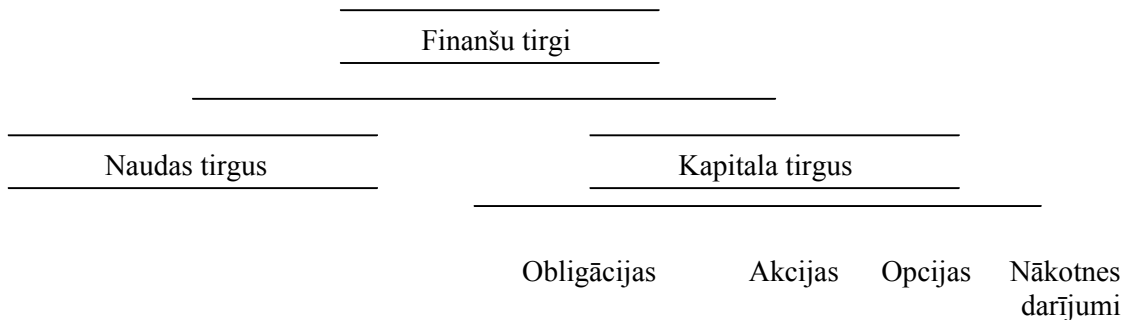 Finanšu tirgi
Naudas tirgus
Kapitala tirgus
Obligācijas
Akcijas
Opcijas
Nākotnes
darījumi